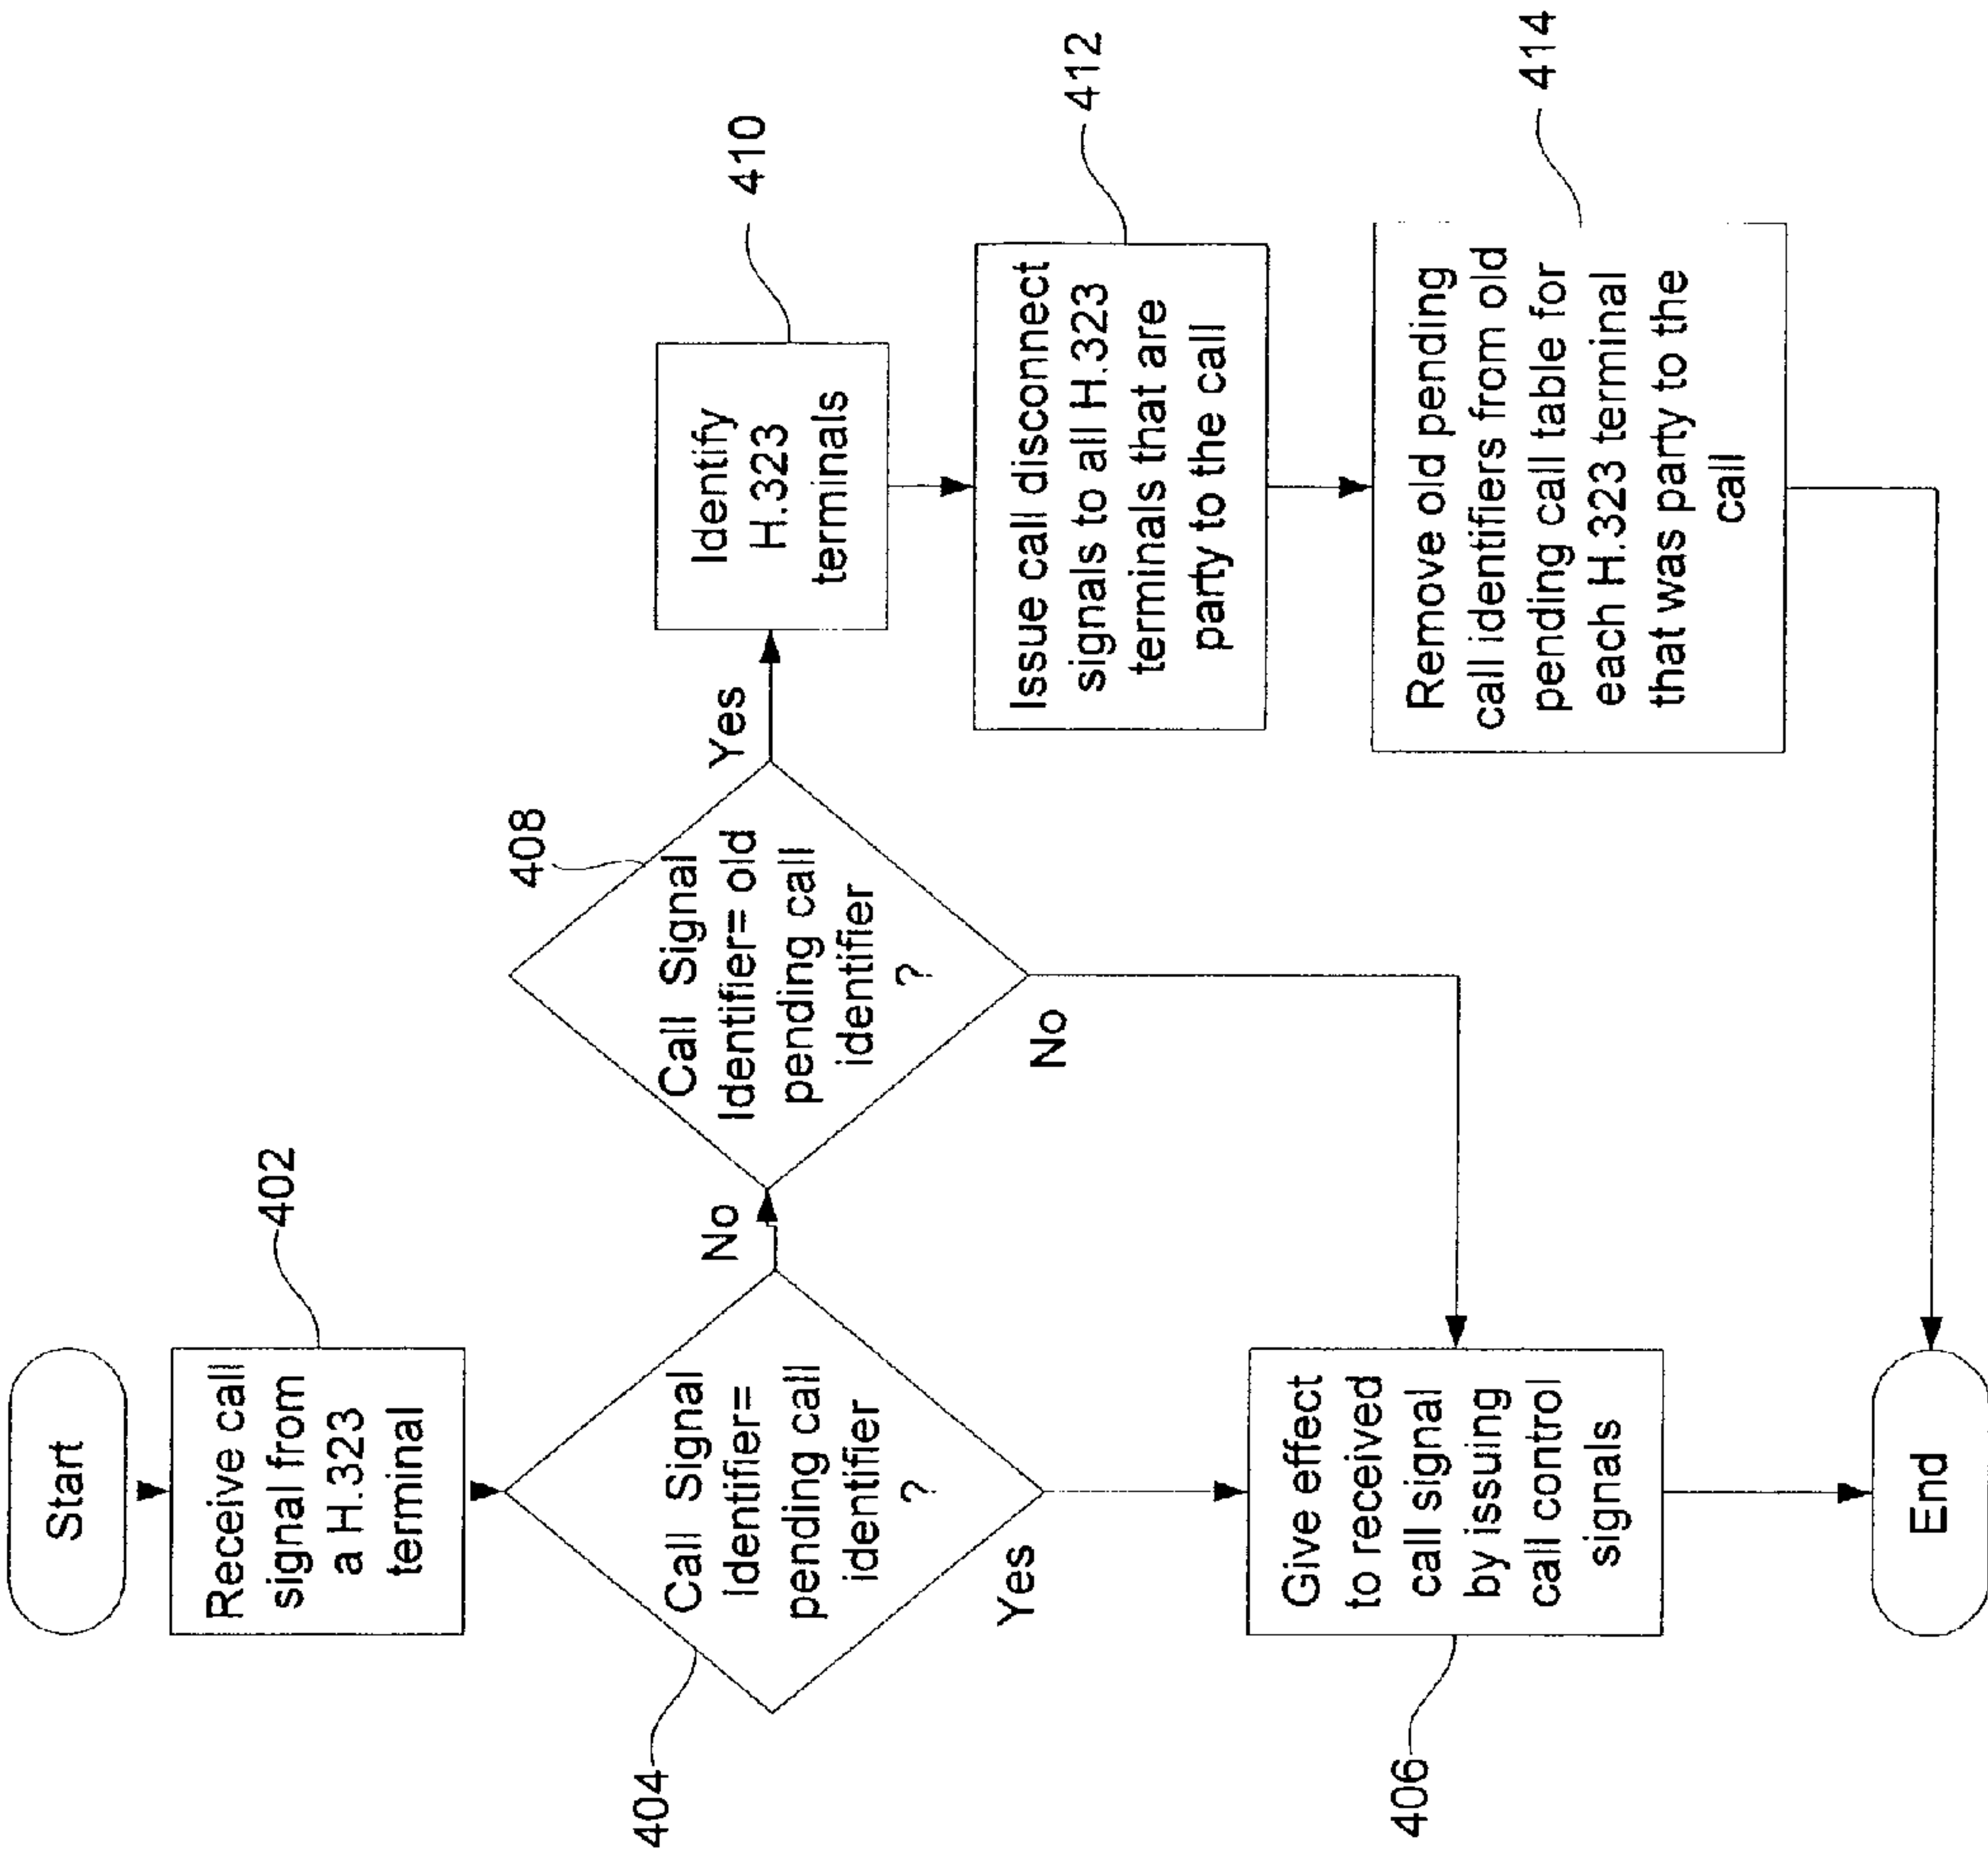 Start
402
Receive call
signal from
a H.323
terminal
404
Call Signal
Identifier=
pending call
identifier
?
No
Yes
408
Call Signal
Identifier= old
pending call
identifier
?
Yes
No
410
Identify
H.323
terminals
412
Issue call disconnect
signals to all H.323
terminals that are
party to the call
414
Remove old pending
call identifiers from old
pending call table for
each H.323 terminal
that was party to the
call
406
Give effect
to received
call signal
by issuing
call control
signals
End